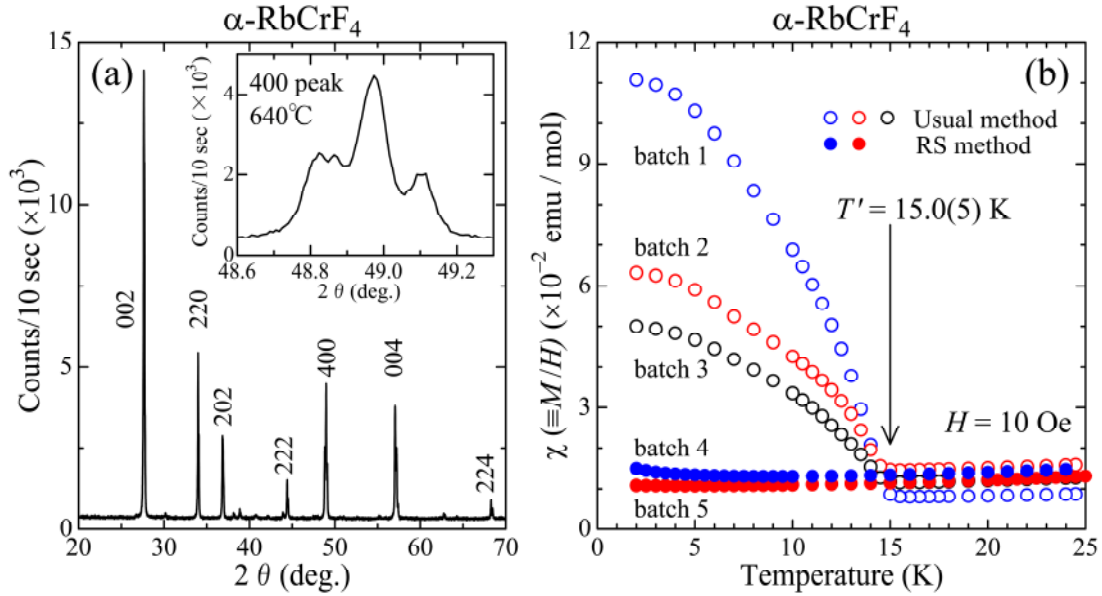 α-RbCrF₄
(a)
15
10
5
0
Counts/10 sec (×10³)
20 30 40 50 60 70
2 θ (deg.)
002
220
202
222
400
004
224
400 peak
640℃
4
2
0
Counts/10 sec (×10³)
48.6 48.8 49.0 49.2
2 θ (deg.)
α-RbCrF₄
(b)
12
9
6
3
0
χ (≡M/H) (×10⁻² emu / mol)
0 5 10 15 20 25
Temperature (K)
Usual method
RS method
batch 1
T' = 15.0(5) K
batch 2
batch 3
H = 10 Oe
batch 4
batch 5